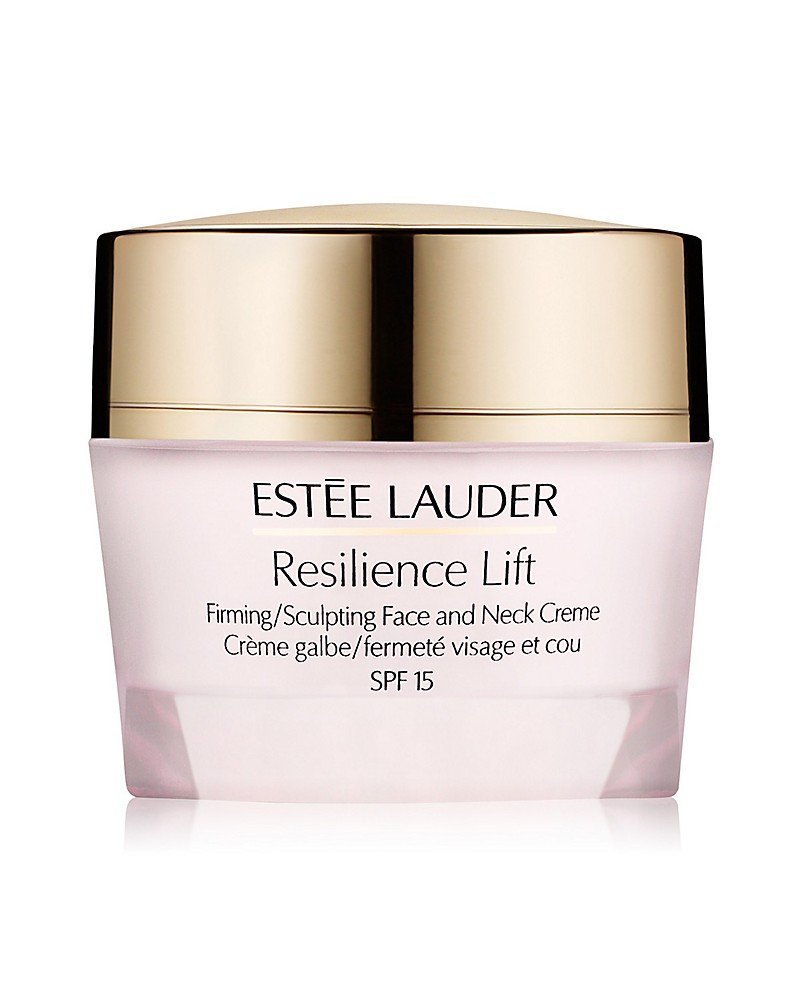 ESTĒE LAUDER
Resilience Lift
Firming/Sculpting Face and Neck Creme
Crème galbe/fermeté visage et cou
SPF 15